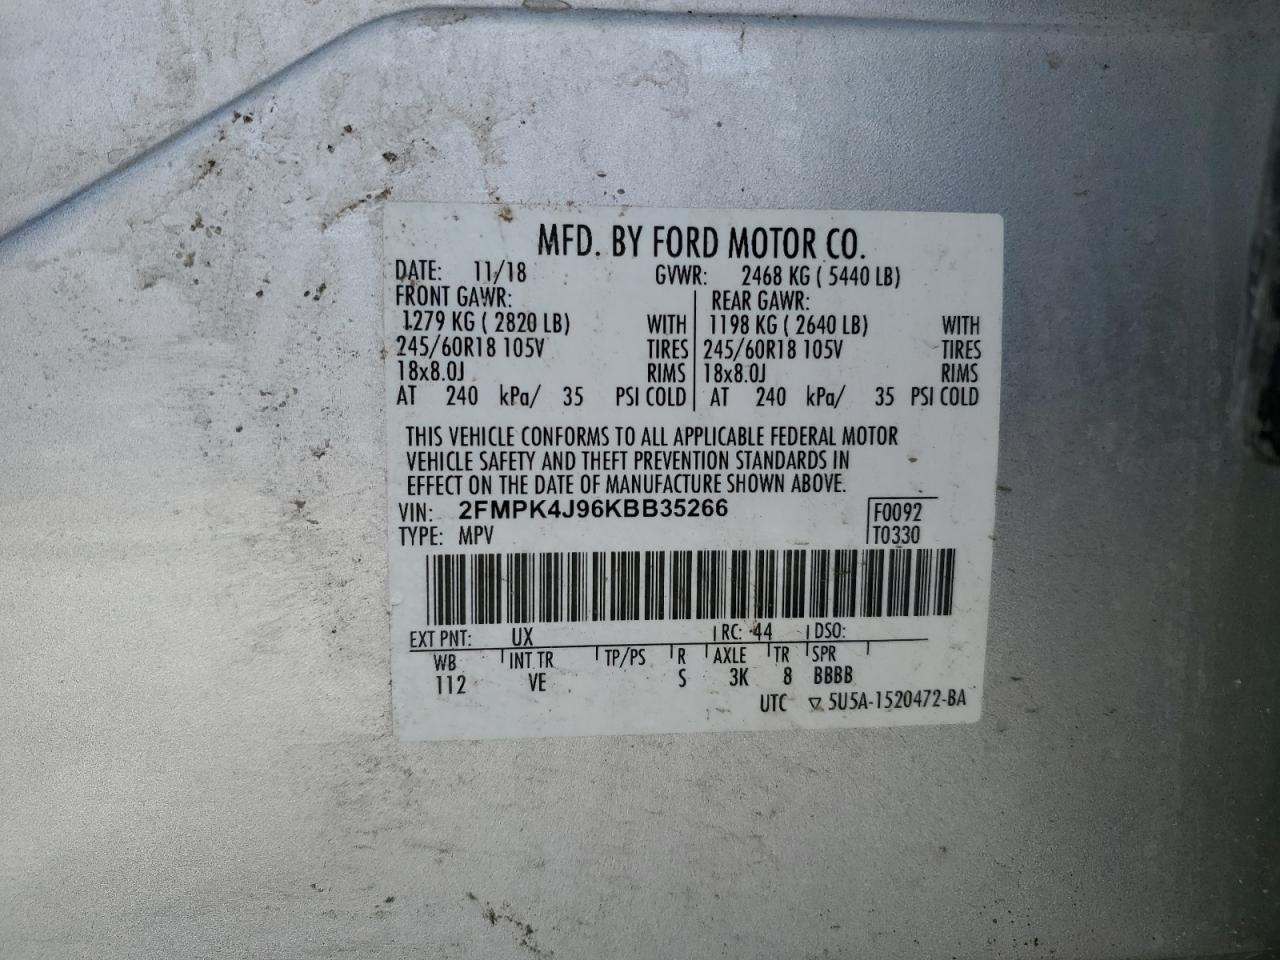 MFD. BY FORD MOTOR CO.
DATE: 11/18 GVWR: 2468 KG ( 5440 LB)
FRONT GAWR: REAR GAWR:
1279 KG ( 2820 LB) WITH 1198 KG ( 2640 LB) WITH
245/60R18 105V TIRES 245/60R18 105V TIRES
18x8.0J RIMS 18x8.0J RIMS
AT 240 kPa/ 35 PSI COLD AT 240 kPa/ 35 PSI COLD
THIS VEHICLE CONFORMS TO ALL APPLICABLE FEDERAL MOTOR
VEHICLE SAFETY AND THEFT PREVENTION STANDARDS IN
EFFECT ON THE DATE OF MANUFACTURE SHOWN ABOVE.
VIN: 2FMPK4J96KBB35266 F0092
TYPE: MPV T0330
EXT PNT: UX RC: 44 DSO:
WB INT TR TP/PS R AXLE TR SPR
112 VE S 3K 8 BBBB
UTC ▽ 5U5A-1520472-BA